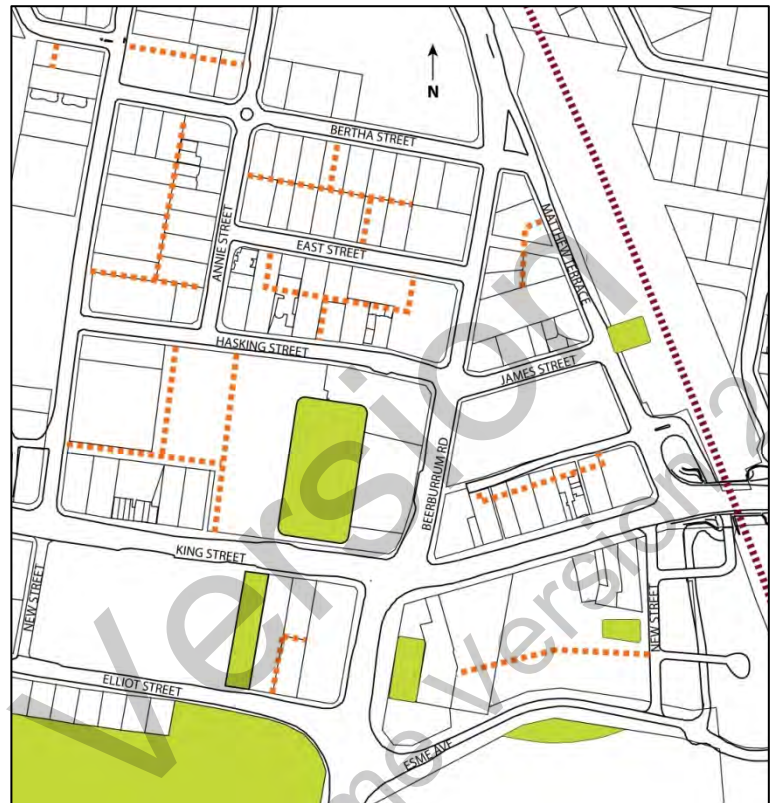 N
BERTHA STREET
MATTHEW TERRACE
ANNIE STREET
EAST STREET
HASKING STREET
JAMES STREET
BEERBURRUM RD
KING STREET
NEW STREET
NEW STREET
ELLIOT STREET
ESME AVE
Version
Version 2